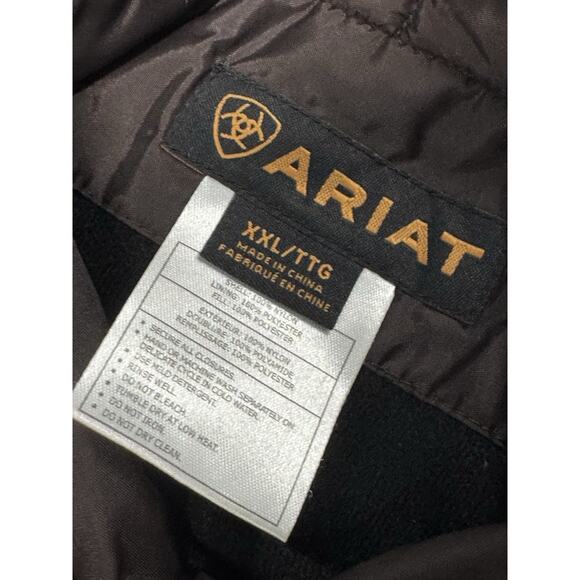 ARIAT
XXL/TTG
MADE IN CHINA
FABRIQUÉ EN CHINE
SHELL: 100% NYLON
LINING: 100% POLYESTER
FILL: 100% POLYESTER
EXTERIEUR: 100% NYLON
DOUBLURE: 100% POLYAMIDE
REMPLISSAGE: 100% POLYESTER
• SECURE ALL CLOSURES.
HAND OR MACHINE WASH SEPARATELY ON
DELICATE CYCLE IN COLD WATER.
• USE MILD DETERGENT.
• RINSE WELL.
• DO NOT BLEACH.
• TUMBLE DRY AT LOW HEAT.
• DO NOT IRON.
• DO NOT DRY CLEAN.